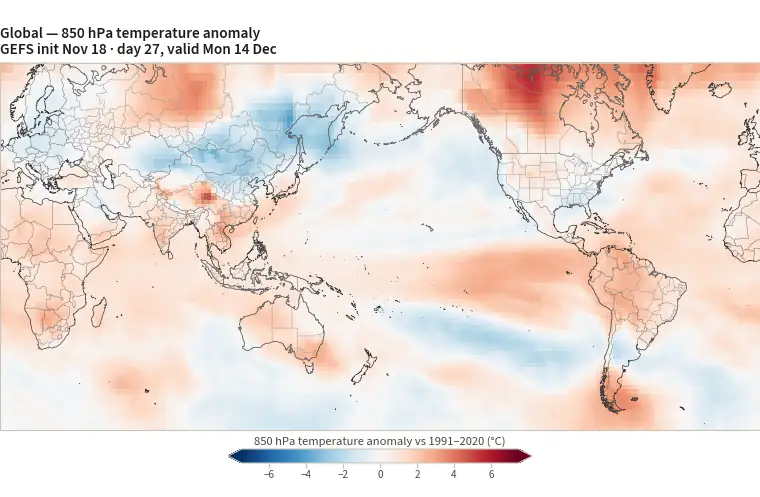 Global — 850 hPa temperature anomaly
GEFS init Nov 18 · day 27, valid Mon 14 Dec
850 hPa temperature anomaly vs 1991–2020 (°C)
−6 −4 −2 0 2 4 6